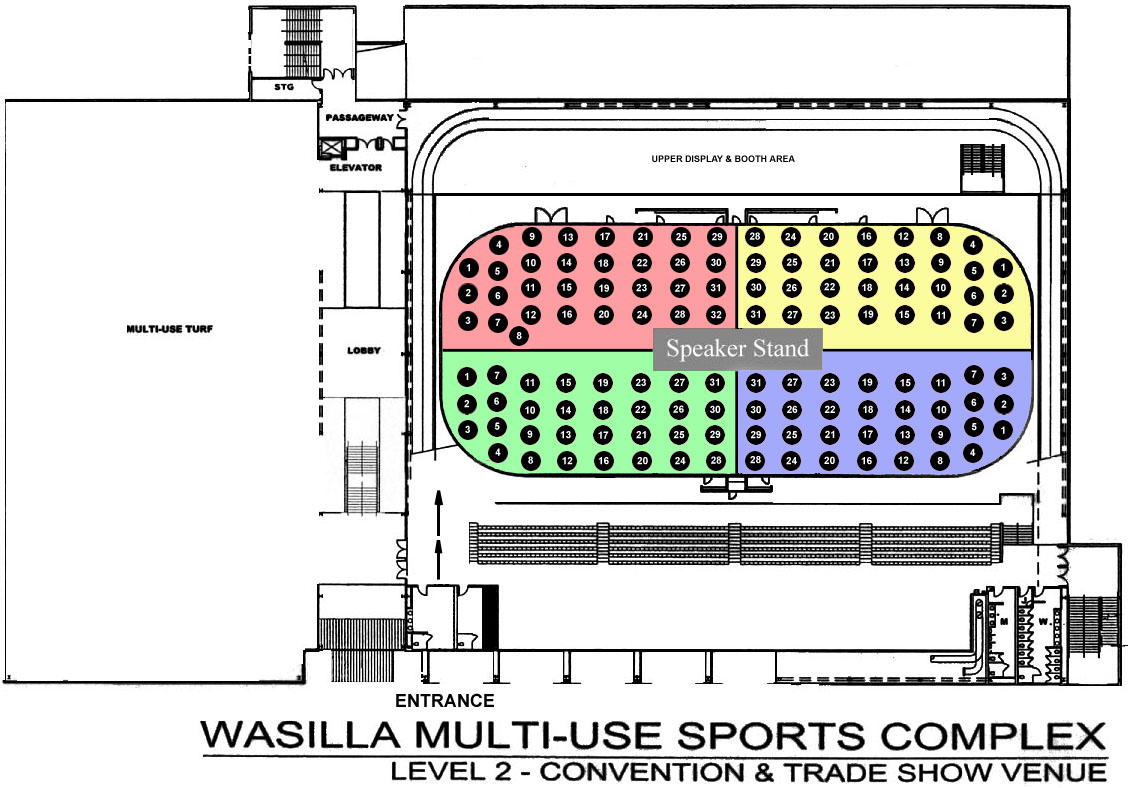 STG
PASSAGEWAY
ELEVATOR
UPPER DISPLAY & BOOTH AREA
4 9 13 17 21 25 29 28 24 20 16 12 8 4
1 5 10 14 18 22 26 30 29 25 21 17 13 9 5 1
2 6 11 15 19 23 27 31 30 26 22 18 14 10 6 2
3 7 12 16 20 24 28 32 31 27 23 19 15 11 7 3
8
MULTI-USE TURF
LOBBY
Speaker Stand
1 7 11 15 19 23 27 31 31 27 23 19 15 11 7 3
2 6 10 14 18 22 26 30 30 26 22 18 14 10 6 2
3 5 9 13 17 21 25 29 29 25 21 17 13 9 5 1
4 8 12 16 20 24 28 28 24 20 16 12 8 4
M W.
ENTRANCE
WASILLA MULTI-USE SPORTS COMPLEX
LEVEL 2 - CONVENTION & TRADE SHOW VENUE